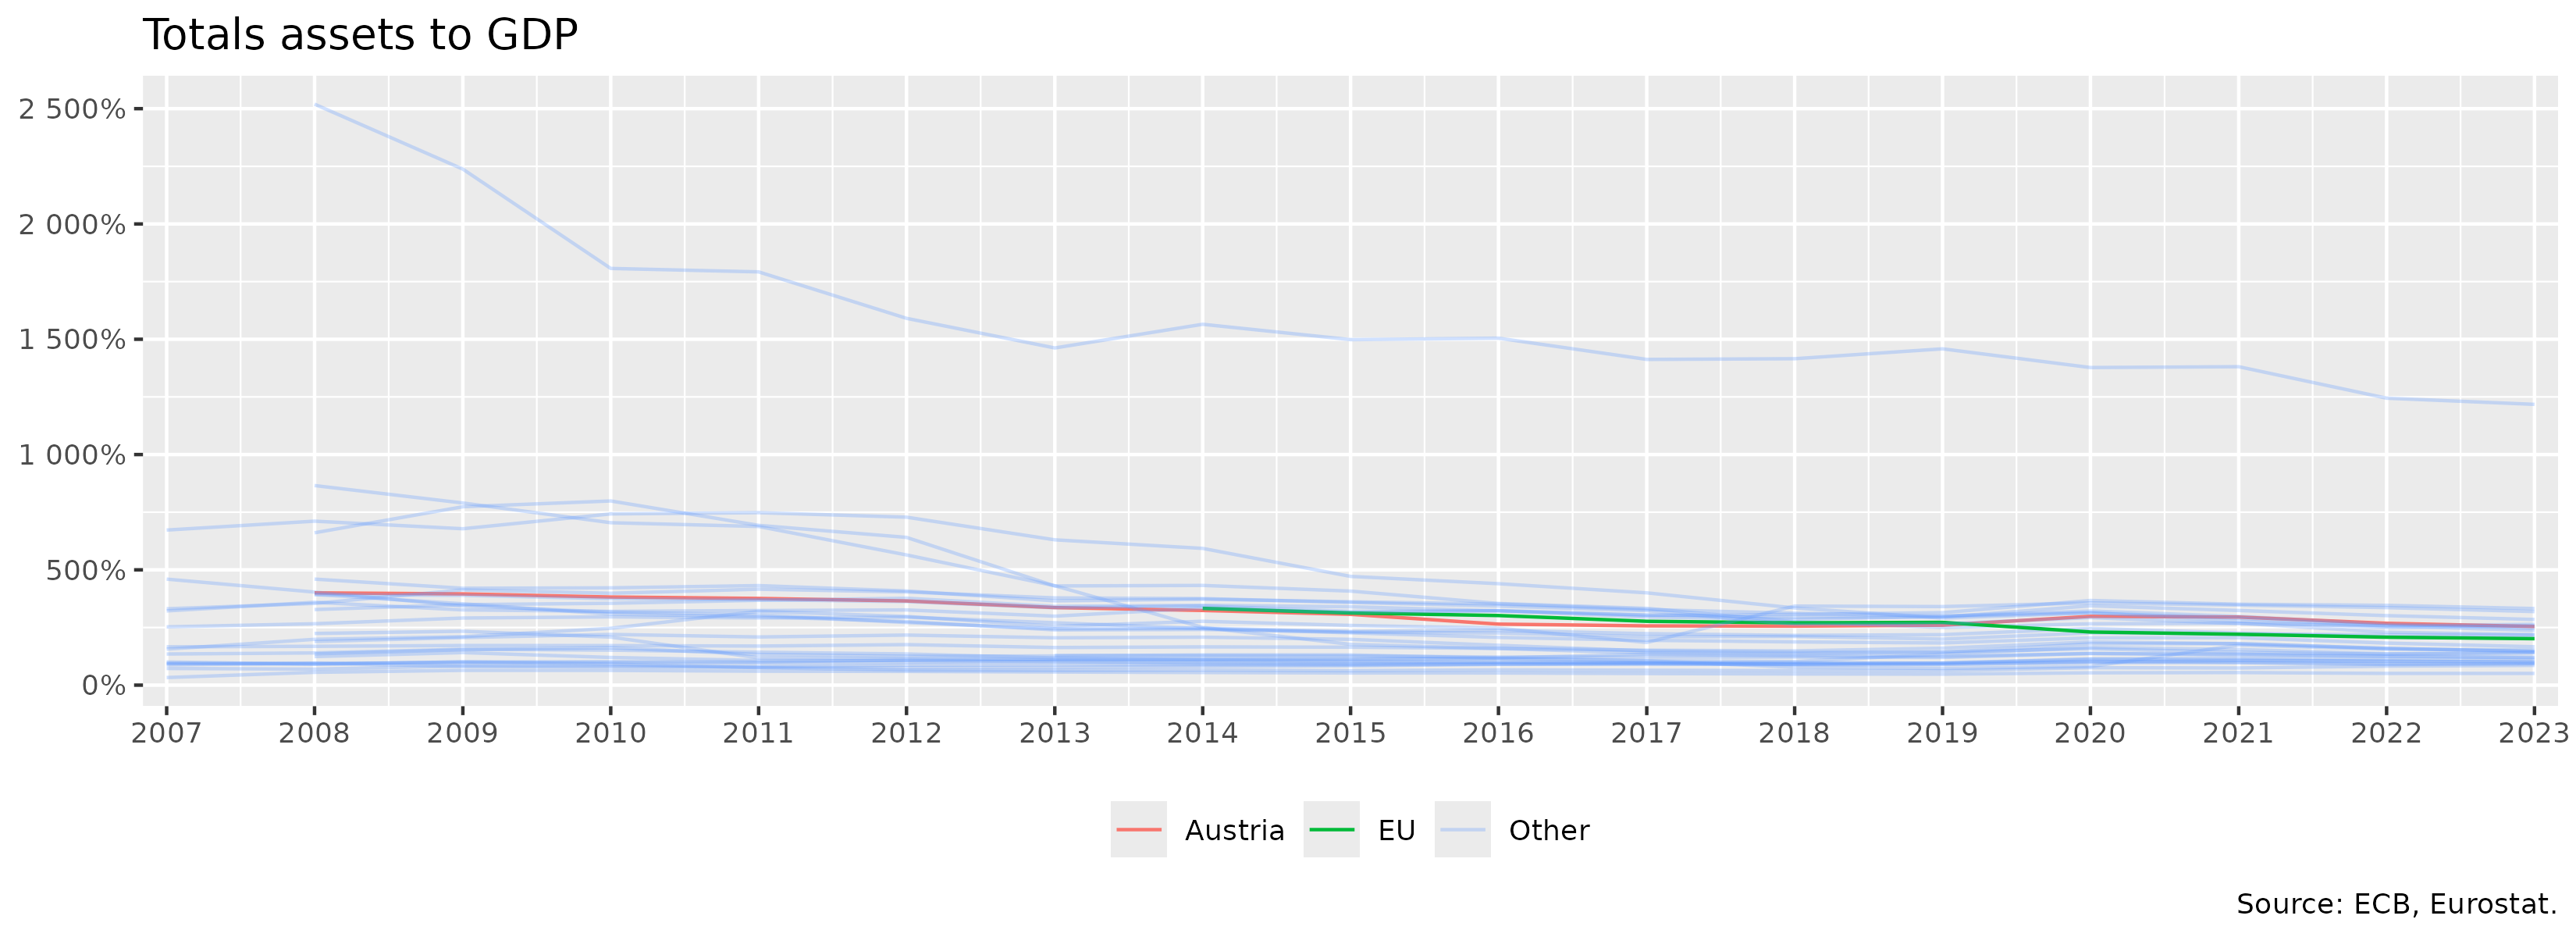 Totals assets to GDP
2 500%
2 000%
1 500%
1 000%
500%
0%
2007 2008 2009 2010 2011 2012 2013 2014 2015 2016 2017 2018 2019 2020 2021 2022 2023
Austria EU Other
Source: ECB, Eurostat.